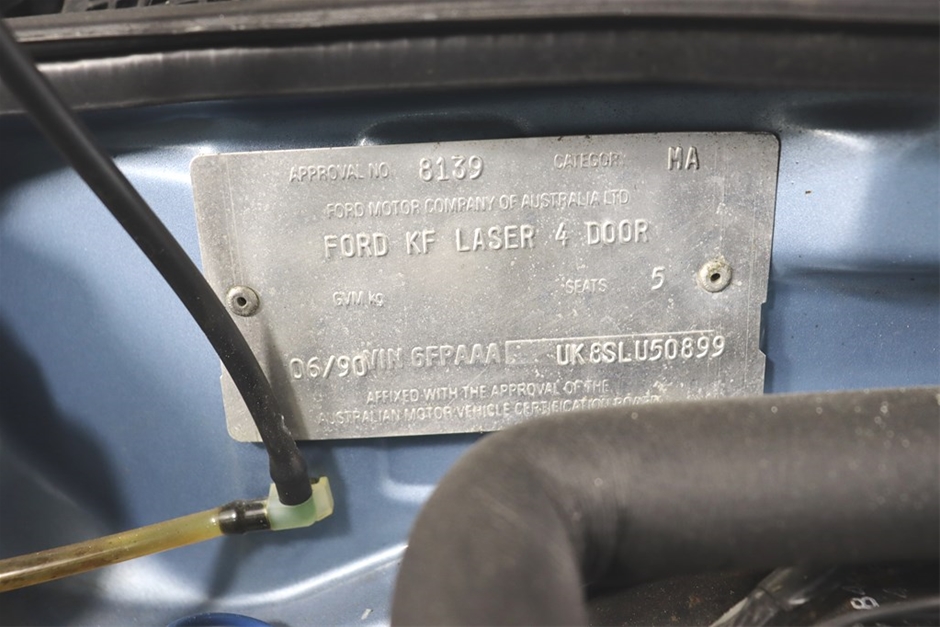 APPROVAL NO 8139 CATEGORY MA
FORD MOTOR COMPANY OF AUSTRALIA LTD
FORD KF LASER 4 DOOR
GVM kg SEATS 5
06/90 VIN 6FPAAA UK8SLU50899
AFFIXED WITH THE APPROVAL OF THE
AUSTRALIAN MOTOR VEHICLE CERTIFICATION BOARD
8